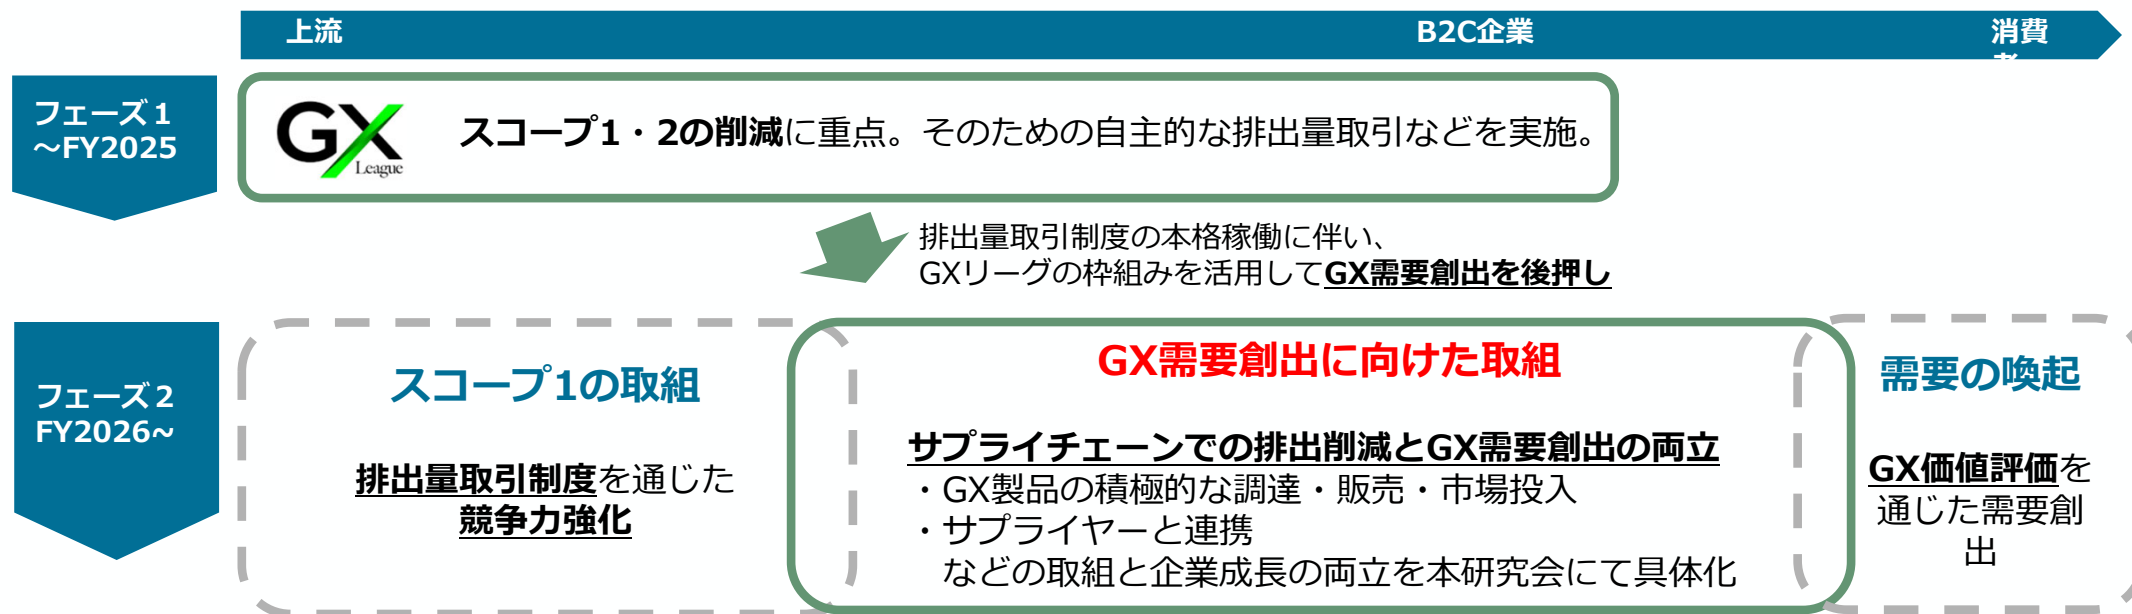 上流
B2C企業
消費
フェーズ1
～FY2025
GX
League
スコープ1・2の削減に重点。そのための自主的な排出量取引などを実施。
排出量取引制度の本格稼働に伴い、
GXリーグの枠組みを活用してGX需要創出を後押し
フェーズ2
FY2026~
スコープ1の取組
排出量取引制度を通じた
競争力強化
GX需要創出に向けた取組
サプライチェーンでの排出削減とGX需要創出の両立
・GX製品の積極的な調達・販売・市場投入
・サプライヤーと連携
などの取組と企業成長の両立を本研究会にて具体化
需要の喚起
GX価値評価を
通じた需要創
出